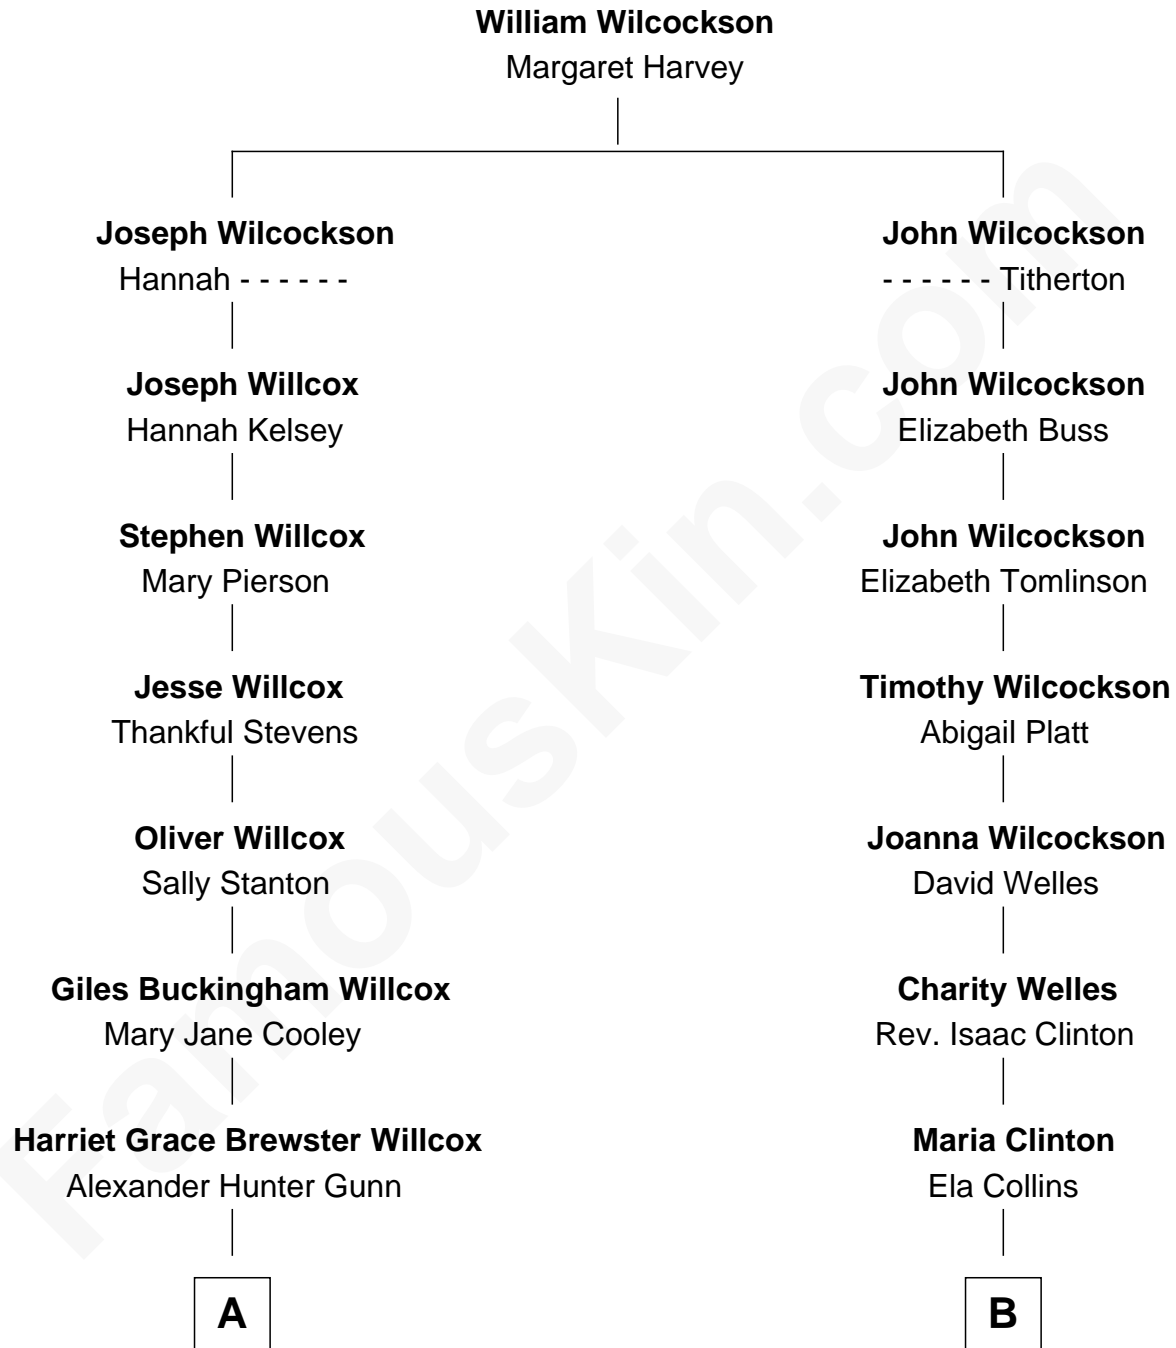 William Wilcockson
Margaret Harvey
Joseph Wilcockson
Hannah - - - - - -
John Wilcockson
- - - - - - Titherton
Joseph Willcox
Hannah Kelsey
John Wilcockson
Elizabeth Buss
Stephen Willcox
Mary Pierson
John Wilcockson
Elizabeth Tomlinson
Jesse Willcox
Thankful Stevens
Timothy Wilcockson
Abigail Platt
Oliver Willcox
Sally Stanton
Joanna Wilcockson
David Welles
Giles Buckingham Willcox
Mary Jane Cooley
Charity Welles
Rev. Isaac Clinton
Harriet Grace Brewster Willcox
Alexander Hunter Gunn
Maria Clinton
Ela Collins
A
B
FamousKin.com